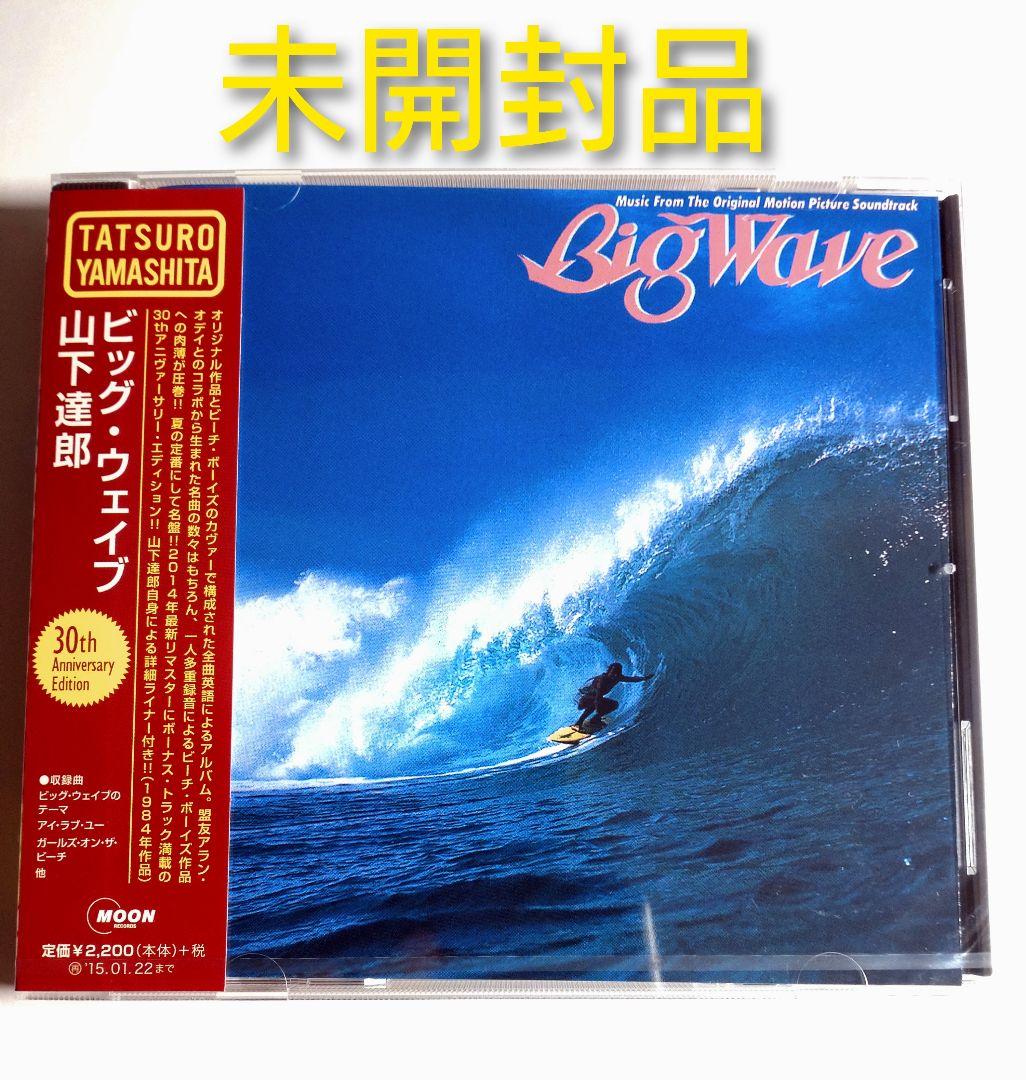 未開封品
TATSURO
YAMASHITA
ビッグ・ウェイブ
山下達郎
オリジナル作品とビーチ・ボーイズのカヴァーで構成された全曲英語によるアルバム。盟友アラン・
オデイとのコラボから生まれた名曲の数々はもちろん、一人多重録音によるビーチ・ボーイズ作品
への肉薄が圧巻!! 夏の定番にして名盤!!2014年最新リマスターにボーナス・トラック満載の
30thアニヴァーサリー・エディション!! 山下達郎自身による詳細ライナー付き!!(1984年作品)
30th
Anniversary
Edition
●収録曲
ビッグ・ウェイブの
テーマ
アイ・ラブ・ユー
ガールズ・オン・ザ・
ビーチ
他
MOON
RECORDS
定価¥2,200(本体)+税
㊢'15.01.22まで
Music From The Original Motion Picture Soundtrack
Big Wave